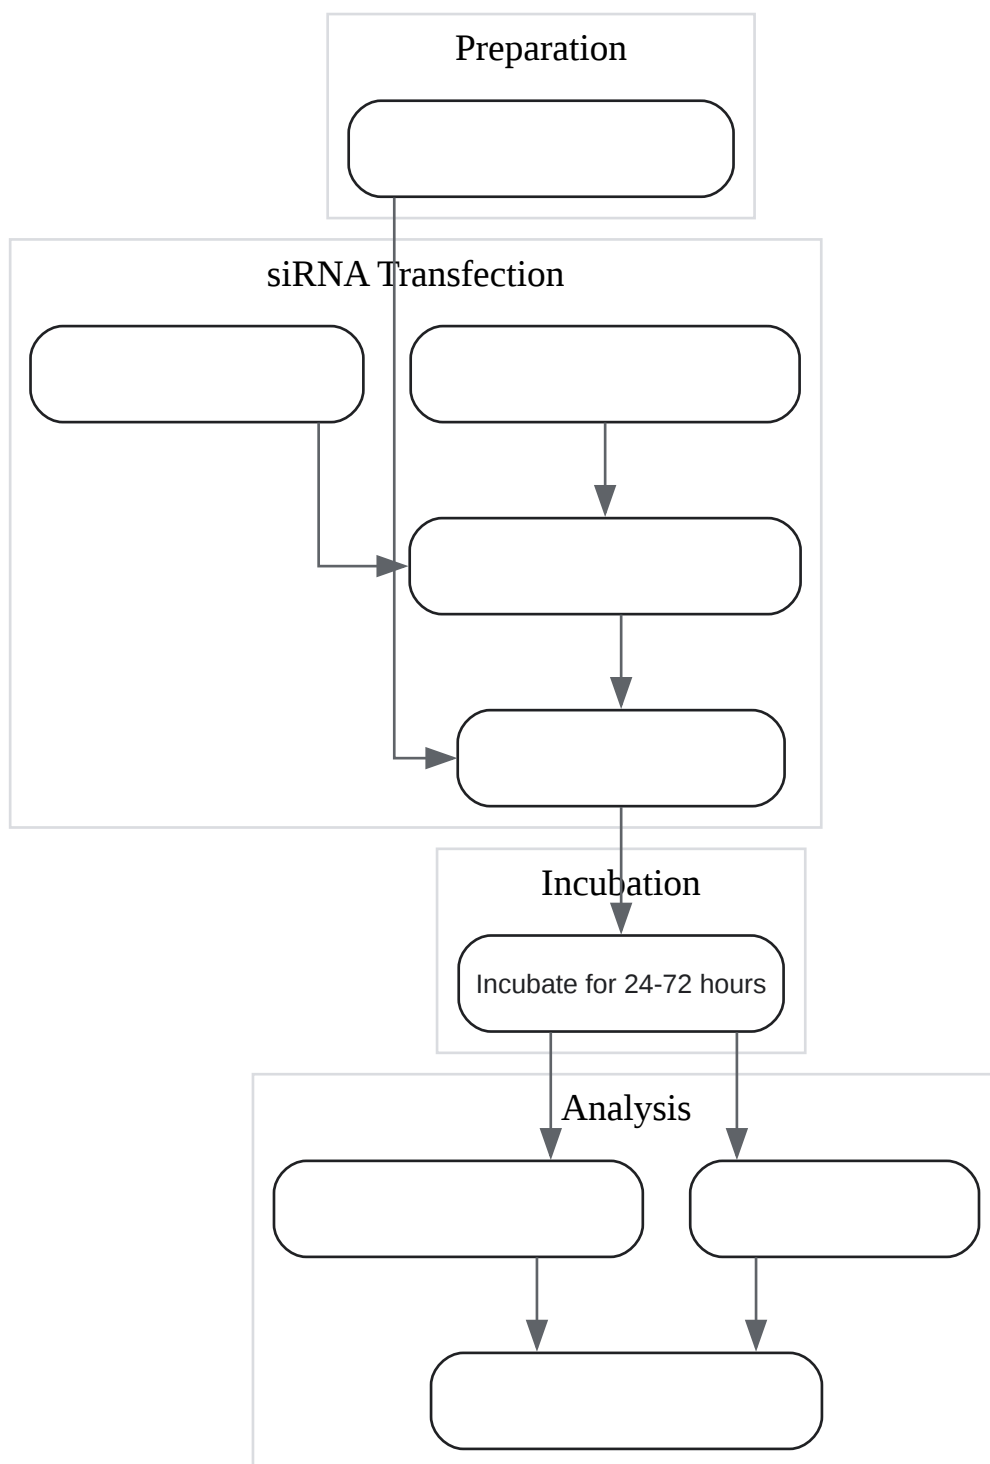 Preparation
siRNA Transfection
Incubation
Incubate for 24-72 hours
Analysis